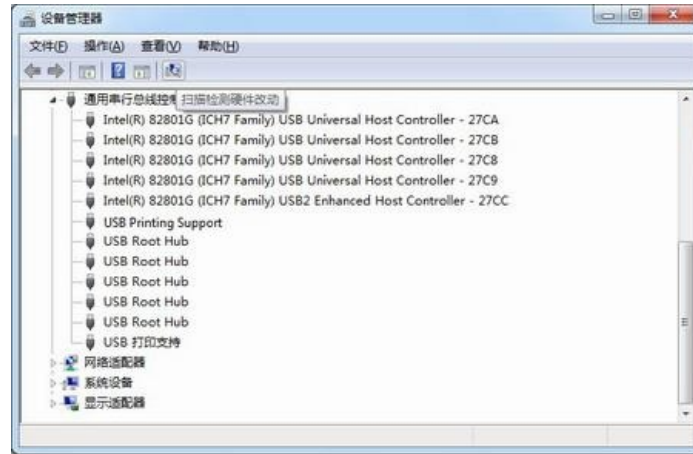 设备管理器
文件(F) 操作(A) 查看(V) 帮助(H)
通用串行总线控
扫描检测硬件改动
Intel(R) 82801G (ICH7 Family) USB Universal Host Controller - 27CA
Intel(R) 82801G (ICH7 Family) USB Universal Host Controller - 27CB
Intel(R) 82801G (ICH7 Family) USB Universal Host Controller - 27C8
Intel(R) 82801G (ICH7 Family) USB Universal Host Controller - 27C9
Intel(R) 82801G (ICH7 Family) USB2 Enhanced Host Controller - 27CC
USB Printing Support
USB Root Hub
USB Root Hub
USB Root Hub
USB Root Hub
USB Root Hub
USB 打印支持
网络适配器
系统设备
显示适配器